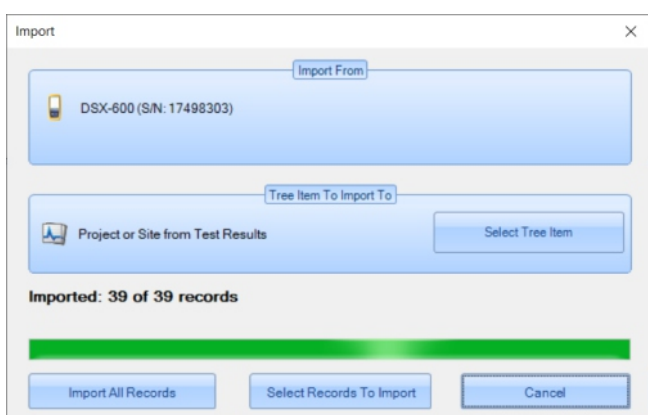 Import
Import From
DSX-600 (S/N: 17498303)
Tree Item To Import To
Project or Site from Test Results
Select Tree Item
Imported: 39 of 39 records
Import All Records
Select Records To Import
Cancel